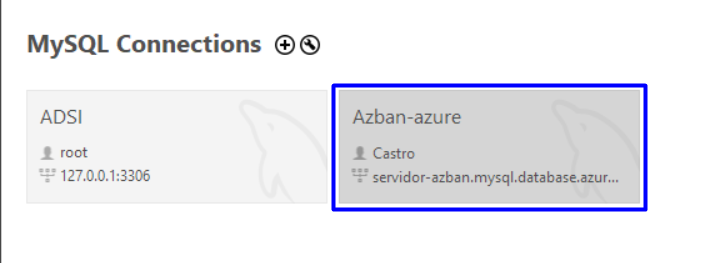 MySQL Connections
ADSI
root
127.0.0.1:3306
Azban-azure
Castro
servidor-azban.mysql.database.azur...